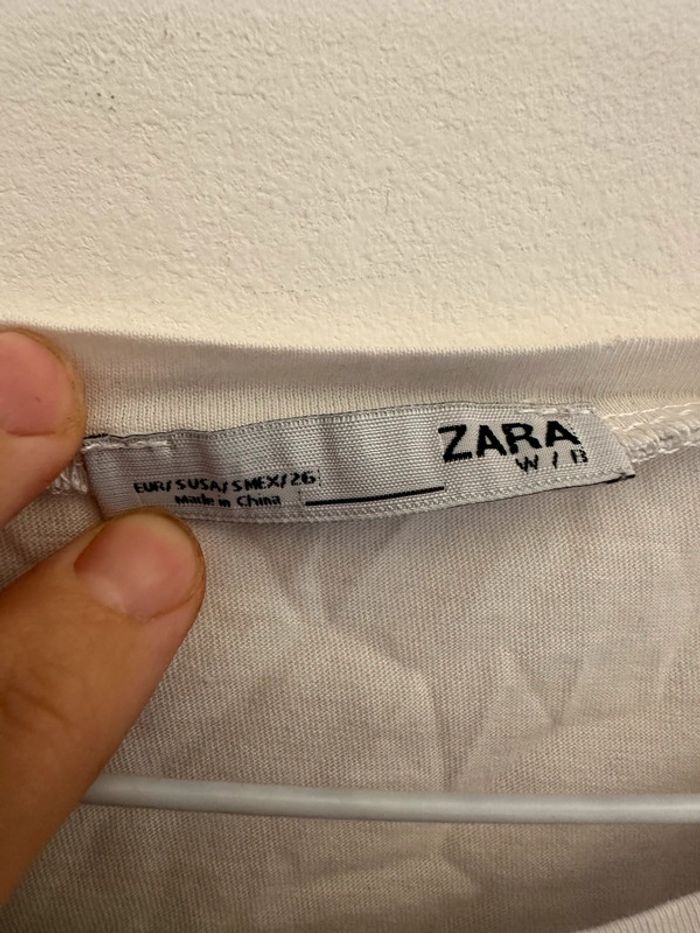 ZARA
W / B
EUR/S USA/S MEX/26
Made in China